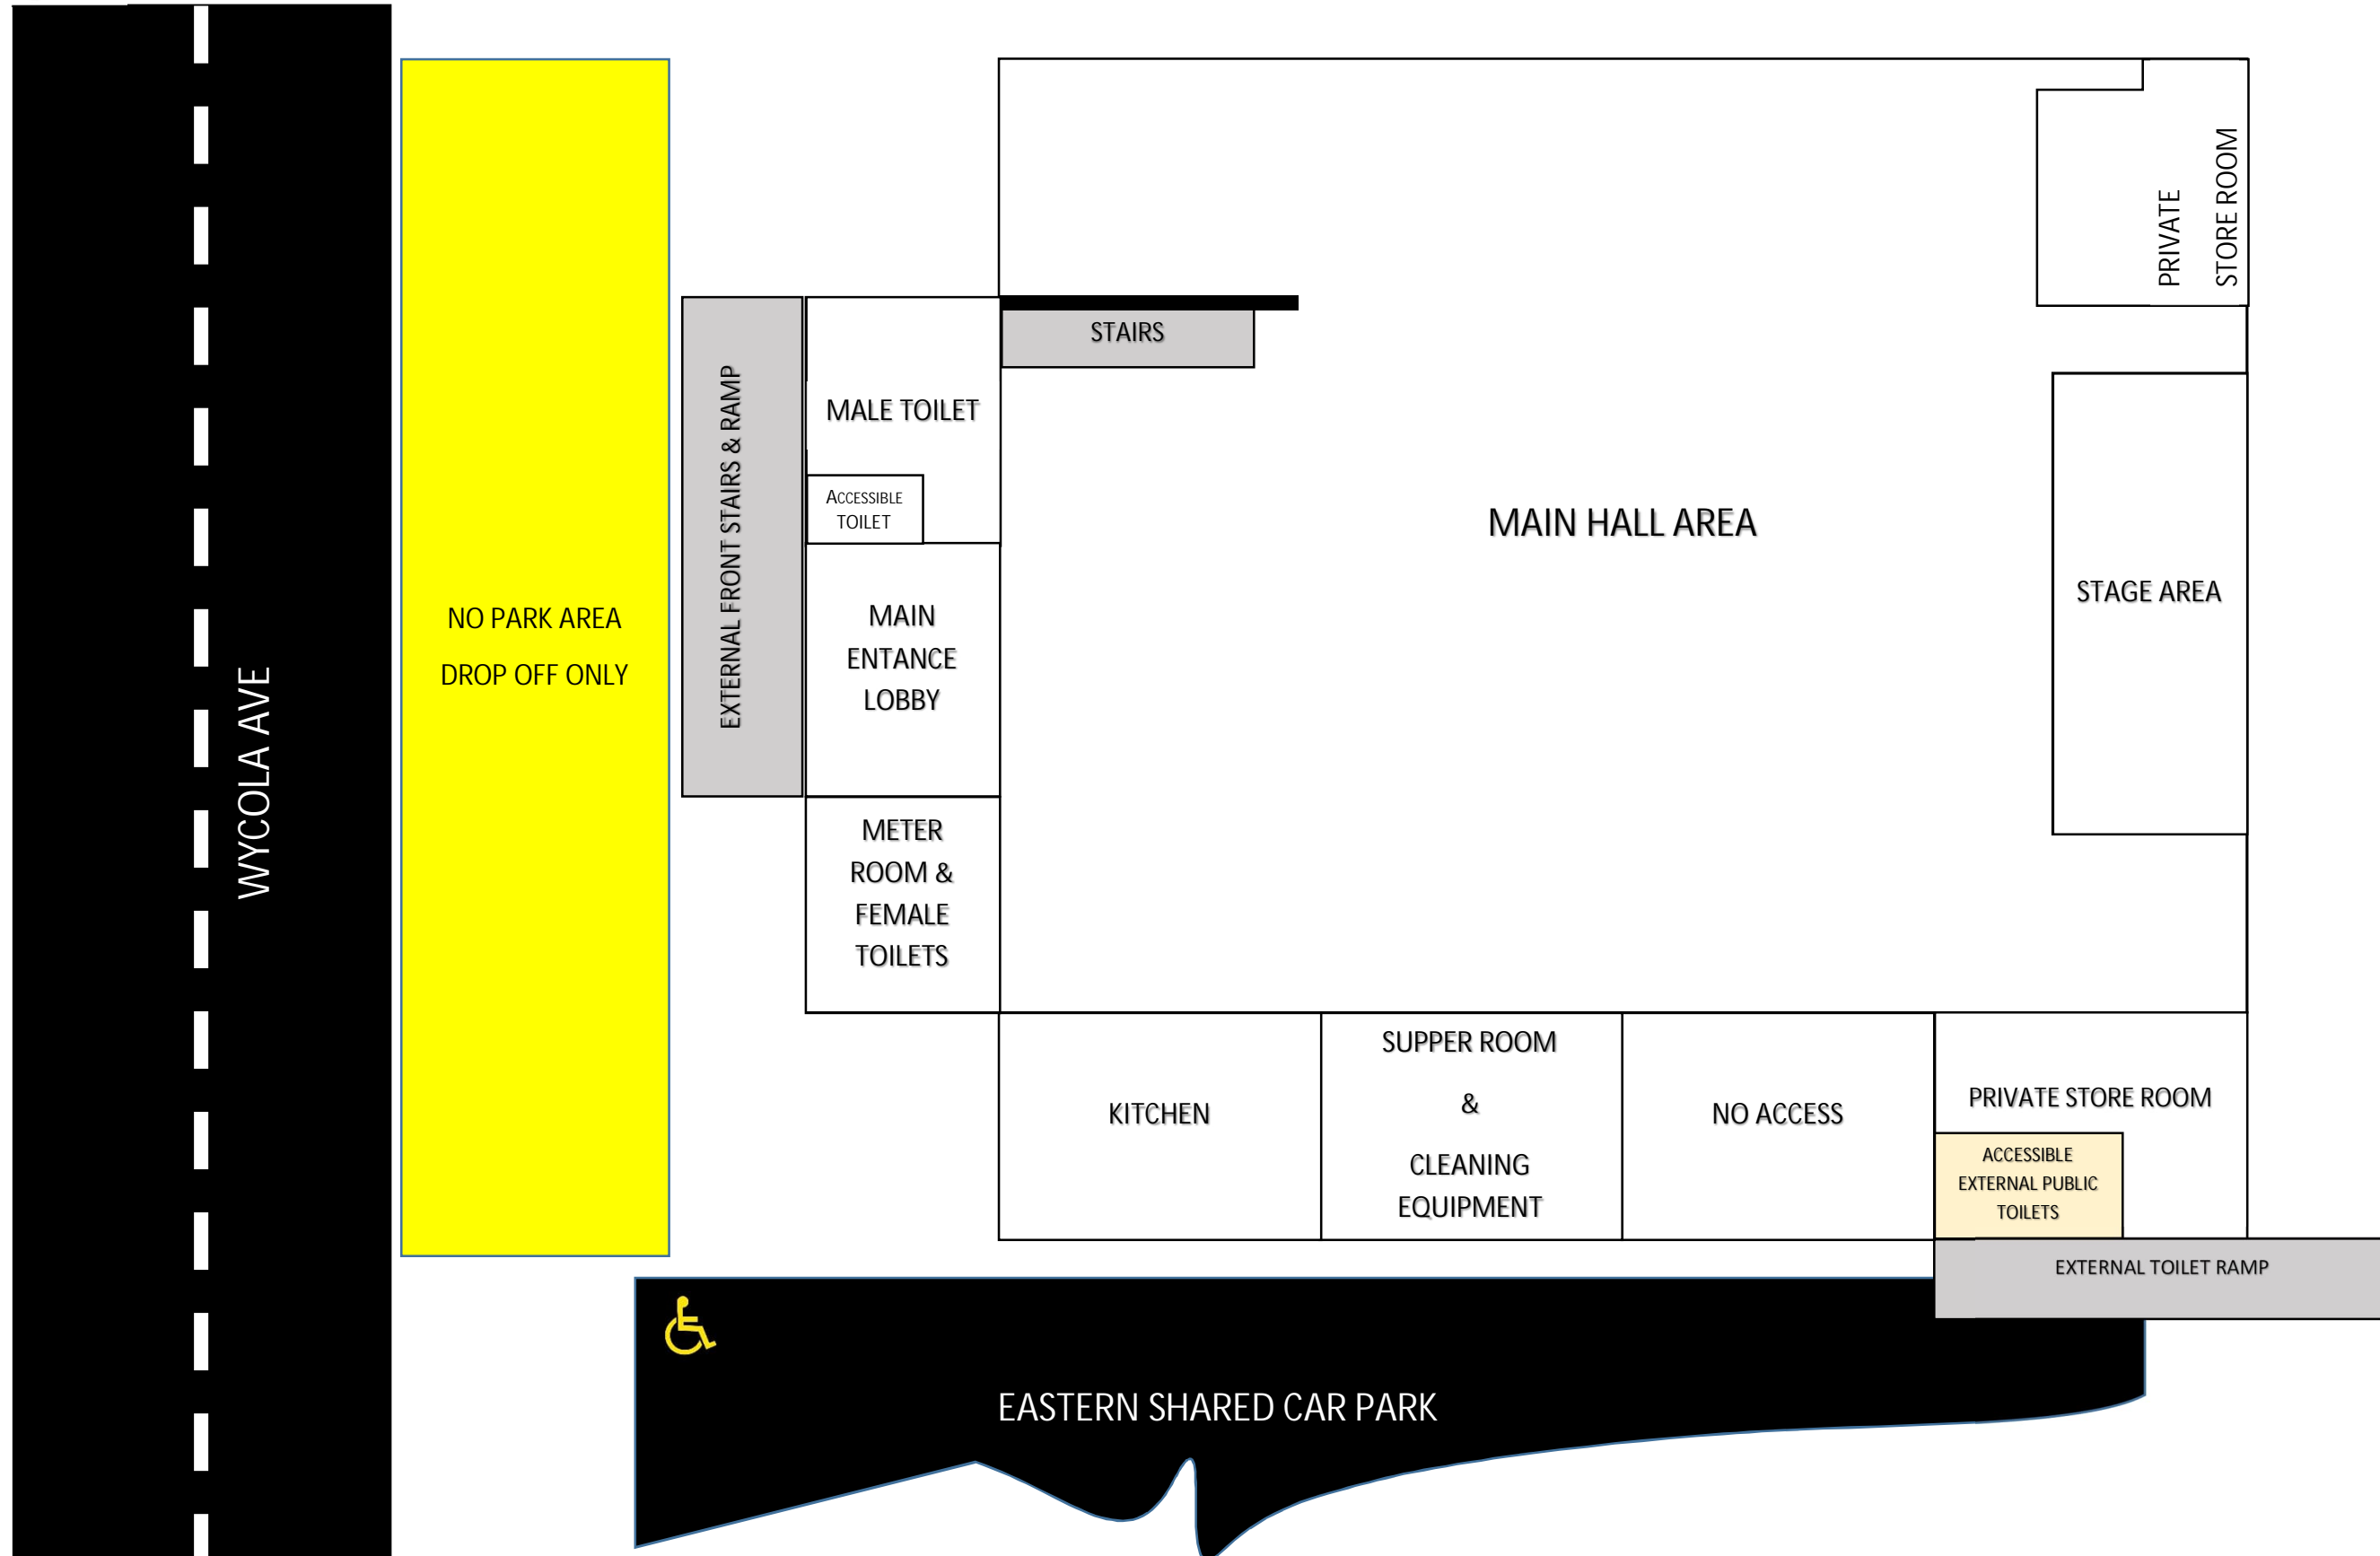 WYCOLA AVE
NO PARK AREA
DROP OFF ONLY
EXTERNAL FRONT STAIRS & RAMP
STAIRS
MALE TOILET
ACCESSIBLE
TOILET
MAIN
ENTANCE
LOBBY
METER
ROOM &
FEMALE
TOILETS
MAIN HALL AREA
PRIVATE
STORE ROOM
STAGE AREA
KITCHEN
SUPPER ROOM
&
CLEANING
EQUIPMENT
NO ACCESS
PRIVATE STORE ROOM
ACCESSIBLE
EXTERNAL PUBLIC
TOILETS
EXTERNAL TOILET RAMP
EASTERN SHARED CAR PARK